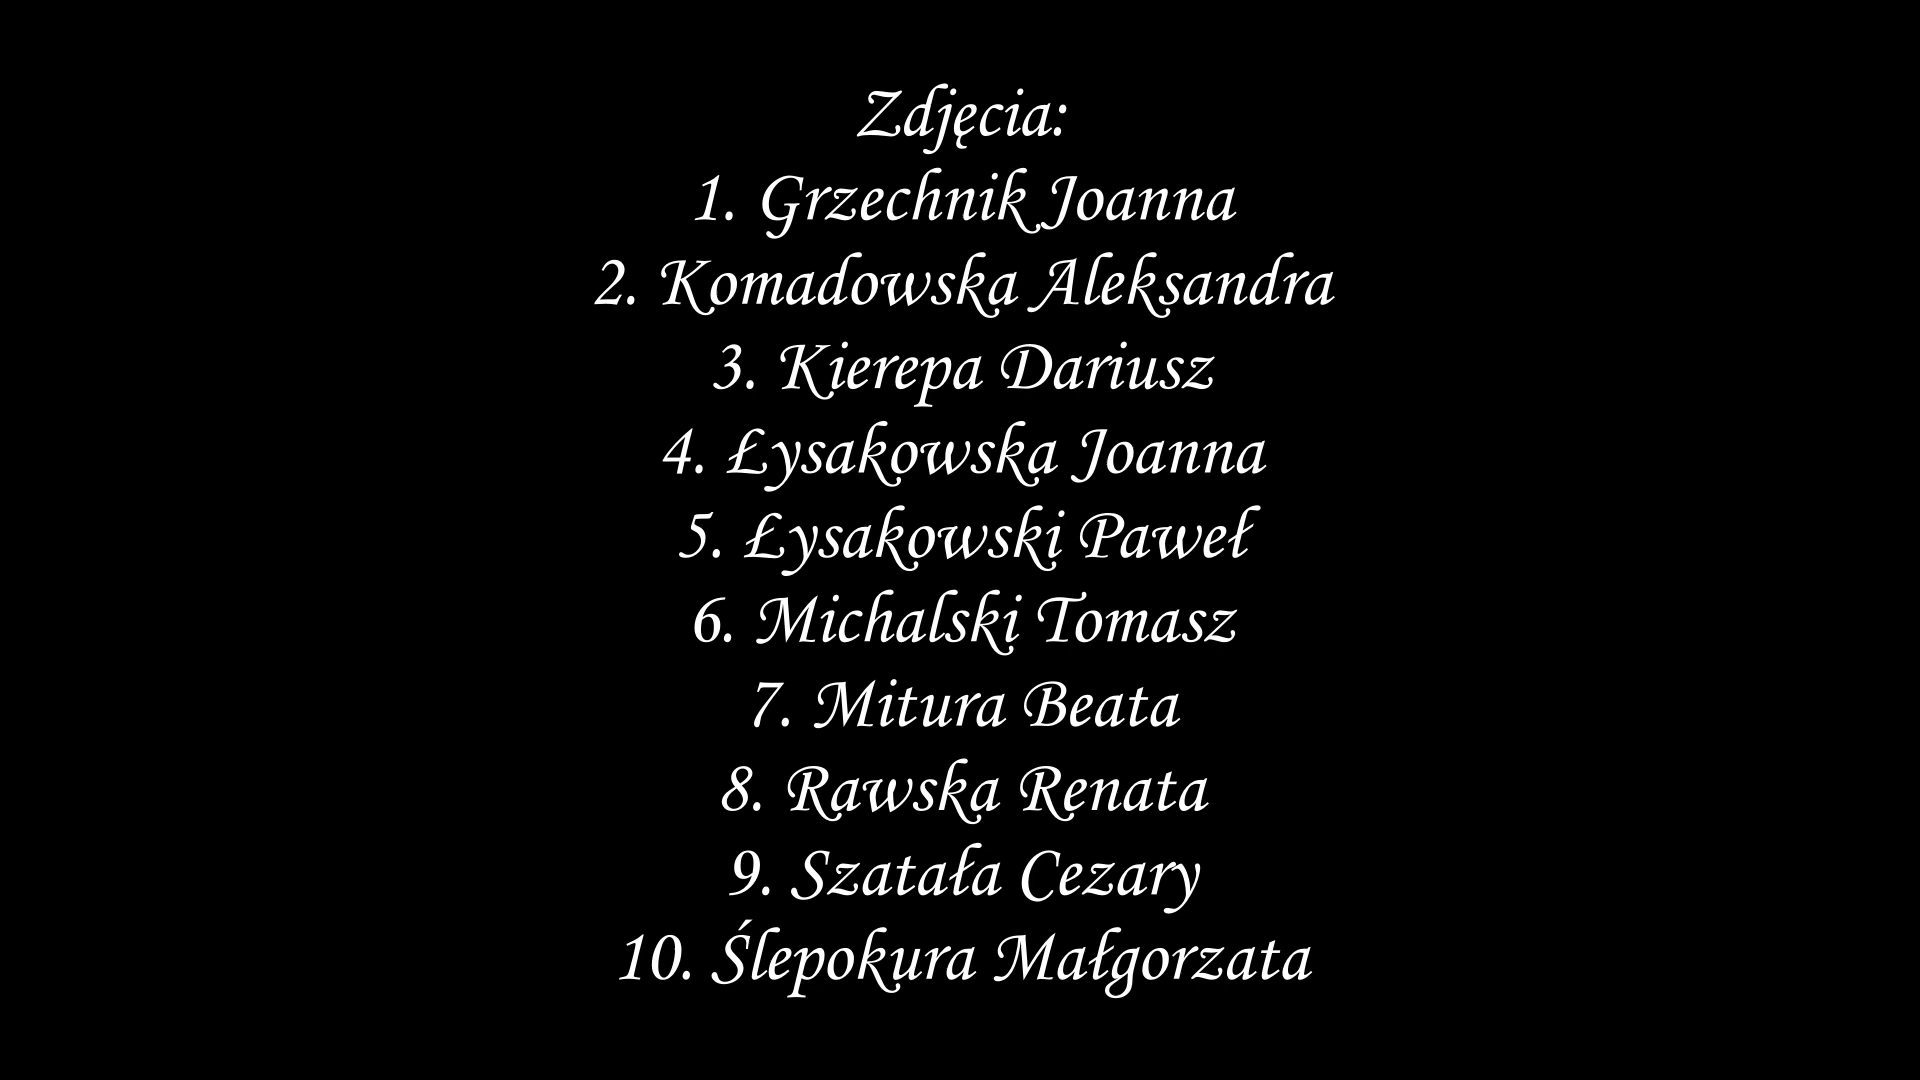 Zdjęcia:
1. Grzechnik Joanna
2. Komadowska Aleksandra
3. Kierepa Dariusz
4. Łysakowska Joanna
5. Łysakowski Paweł
6. Michalski Tomasz
7. Mitura Beata
8. Rawska Renata
9. Szatała Cezary
10. Ślepokura Małgorzata